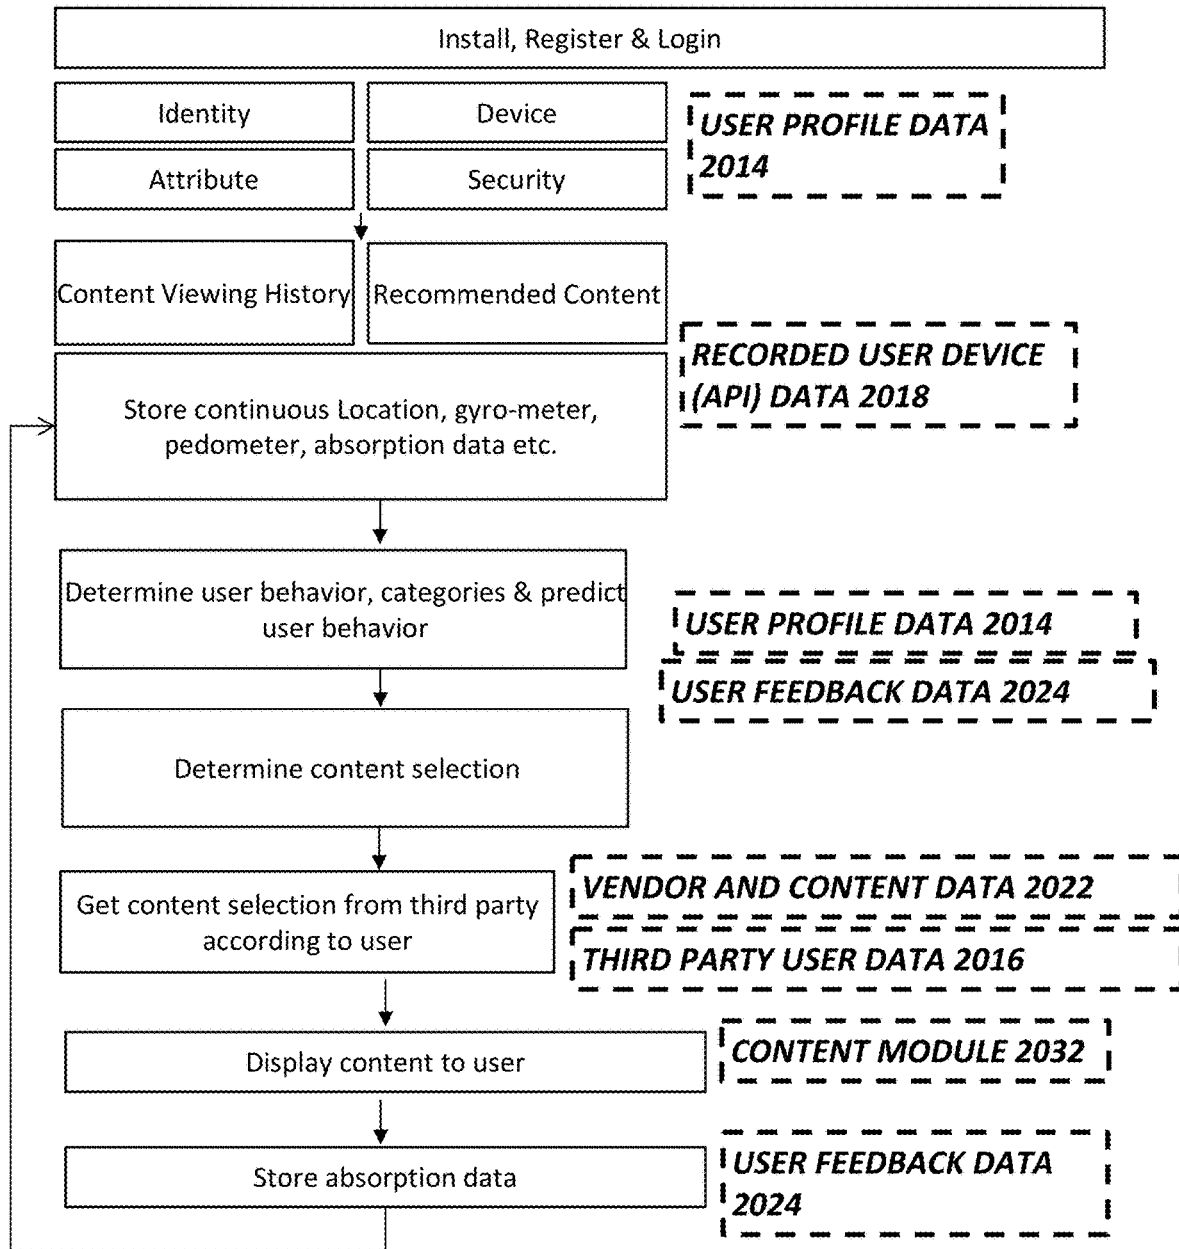 Install, Register & Login
Identity
Device
USER PROFILE DATA
2014
Attribute
Security
Content Viewing History
Recommended Content
RECORDED USER DEVICE
(API) DATA 2018
Store continuous Location, gyro-meter,
pedometer, absorption data etc.
Determine user behavior, categories & predict
user behavior
USER PROFILE DATA 2014
USER FEEDBACK DATA 2024
Determine content selection
Get content selection from third party
according to user
VENDOR AND CONTENT DATA 2022
THIRD PARTY USER DATA 2016
Display content to user
CONTENT MODULE 2032
Store absorption data
USER FEEDBACK DATA
2024